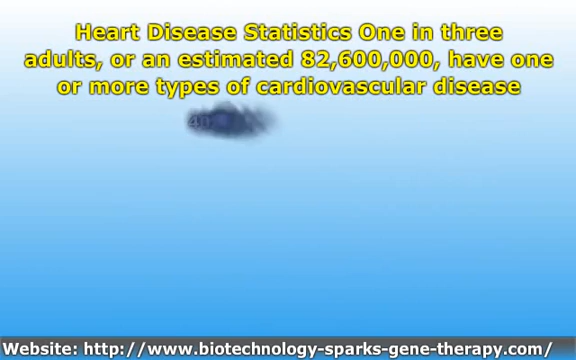 Heart Disease Statistics One in three
adults, or an estimated 82,600,000, have one
or more types of cardiovascular disease
Website: http://www.biotechnology-sparks-gene-therapy.com/